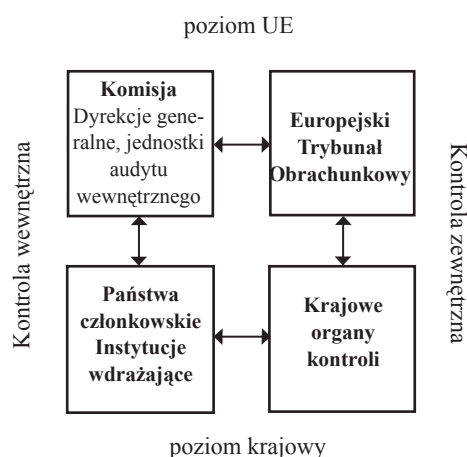 poziom UE
Kontrola wewnętrzna
Komisja
Dyrekcje gene-
ralne, jednostki
audytu
wewnętrznego
Europejski
Trybunał
Obrachunkowy
Kontrola zewnętrzna
Państwa
członkowskie
Instytucje
wdrażające
Krajowe
organy
kontroli
poziom krajowy